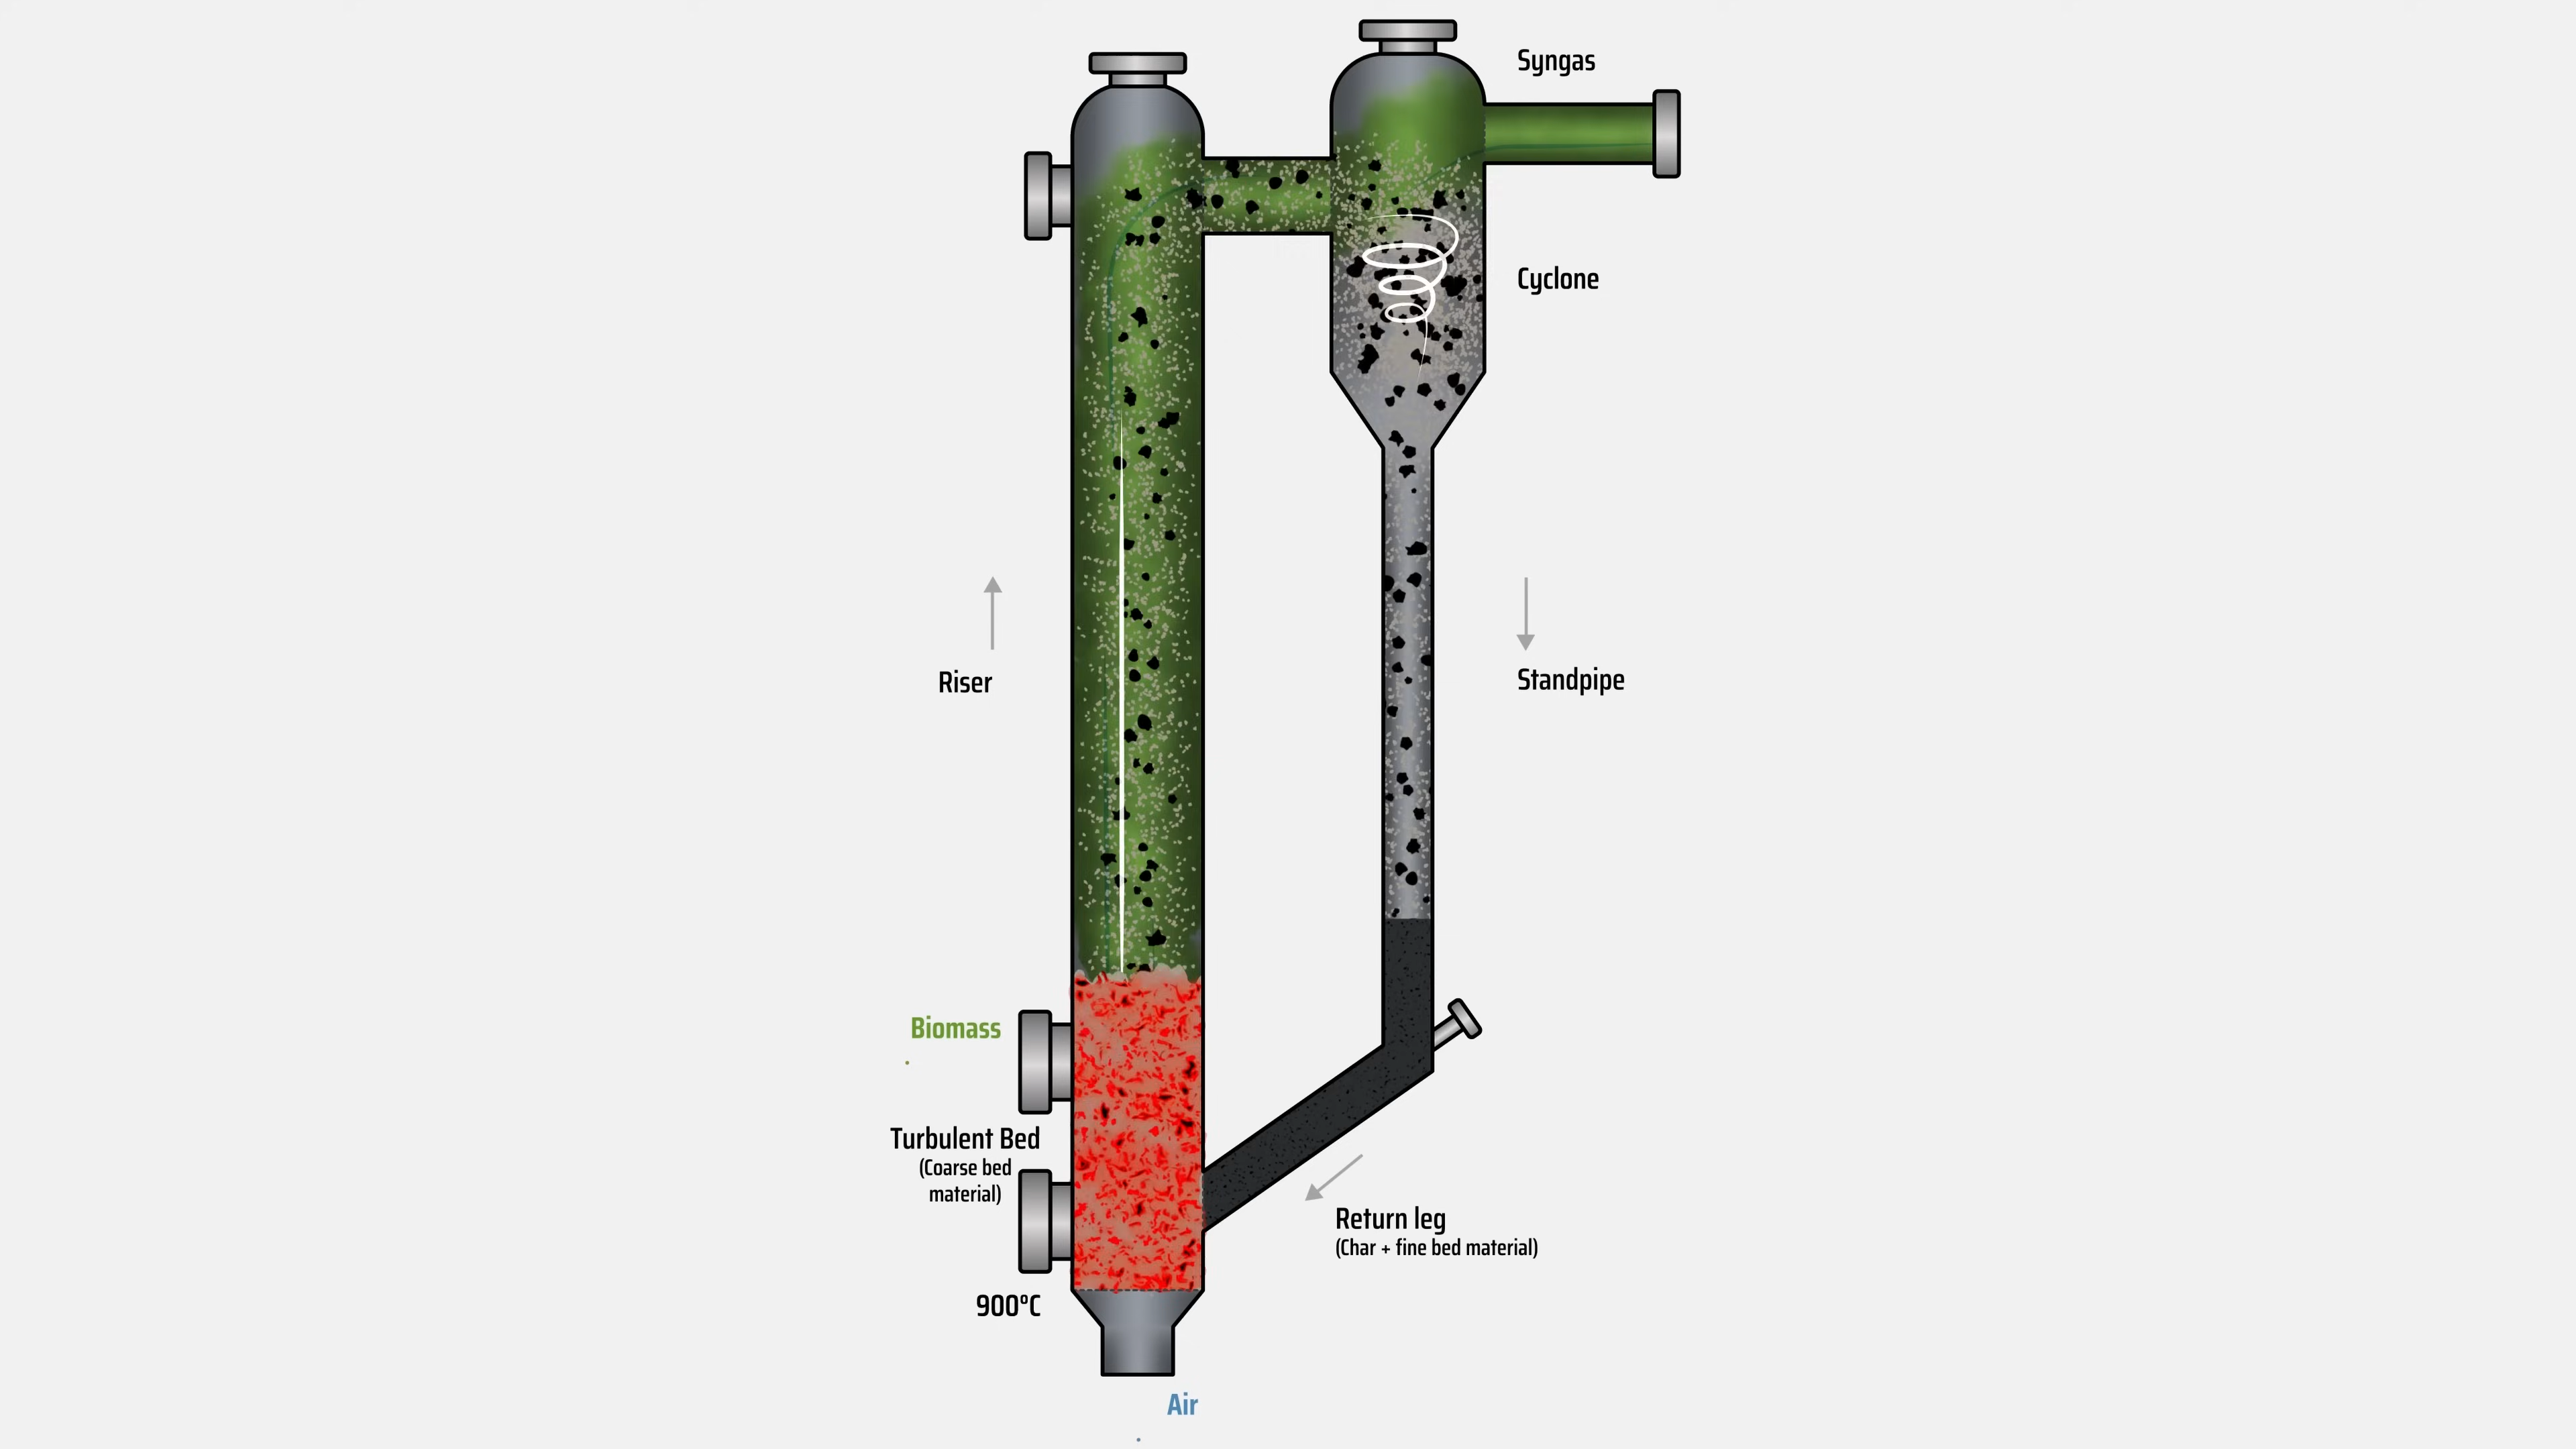 Syngas
Cyclone
Riser
Standpipe
Biomass
Turbulent Bed
(Coarse bed
material)
Return leg
(Char + fine bed material)
900°C
Air